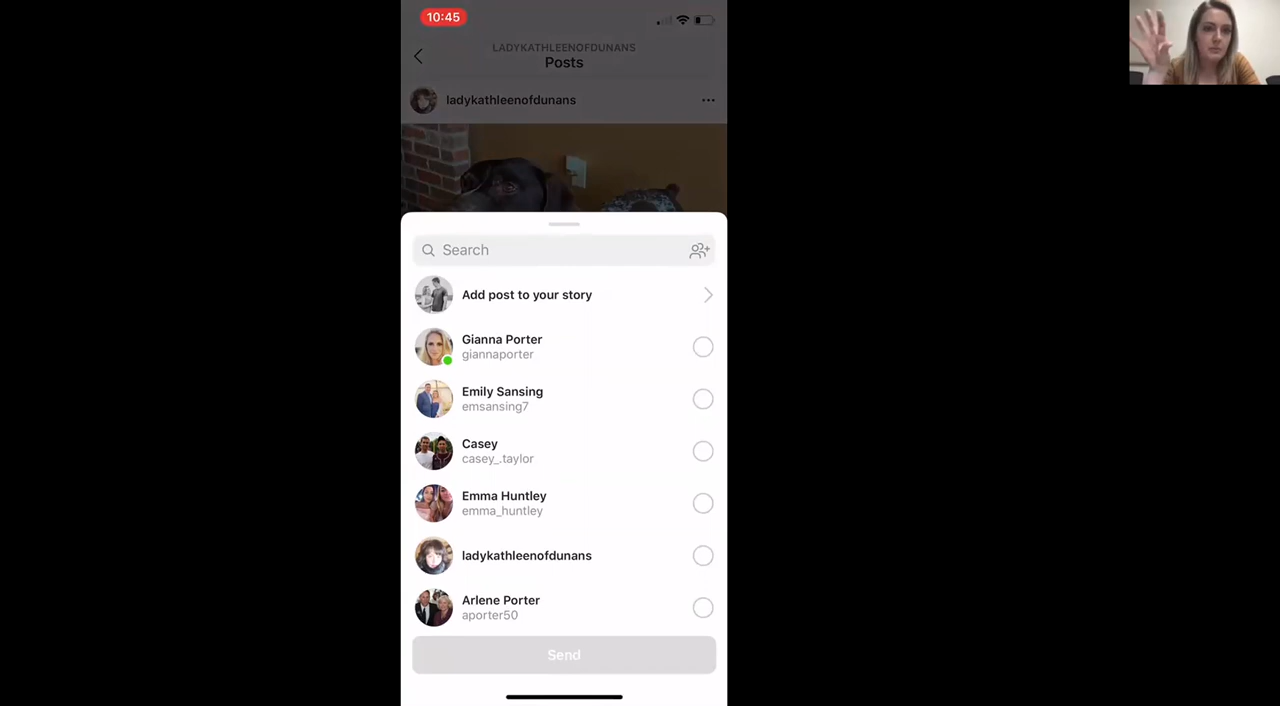 10:45
LADYKATHLEENOFDUNANS
Posts
ladykathleenofdunans
Search
Add post to your story
Gianna Porter
giannaporter
Emily Sansing
emsansing7
Casey
casey_.taylor
Emma Huntley
emma_huntley
ladykathleenofdunans
Arlene Porter
aporter50
Send